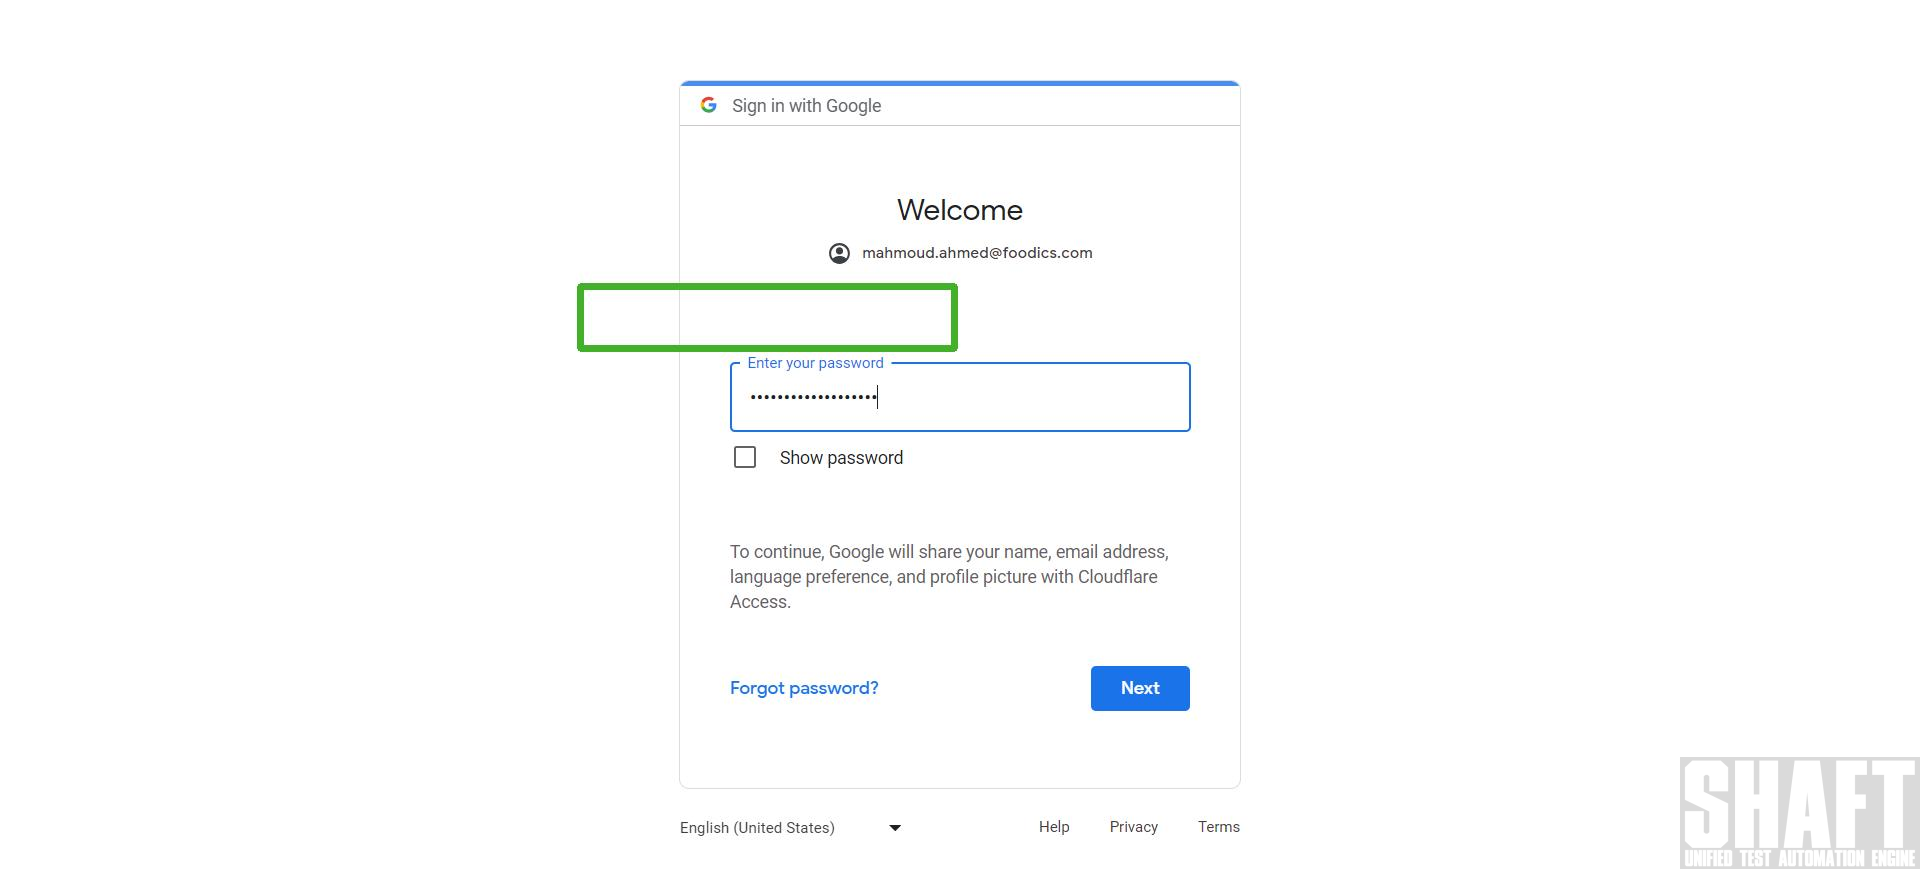 Sign in with Google
Welcome
mahmoud.ahmed@foodics.com
Enter your password
•••••••••••••••••••
Show password
To continue, Google will share your name, email address,
language preference, and profile picture with Cloudflare
Access.
Forgot password?
Next
English (United States)
Help
Privacy
Terms
SHAFT
UNIFIED TEST AUTOMATION ENGINE